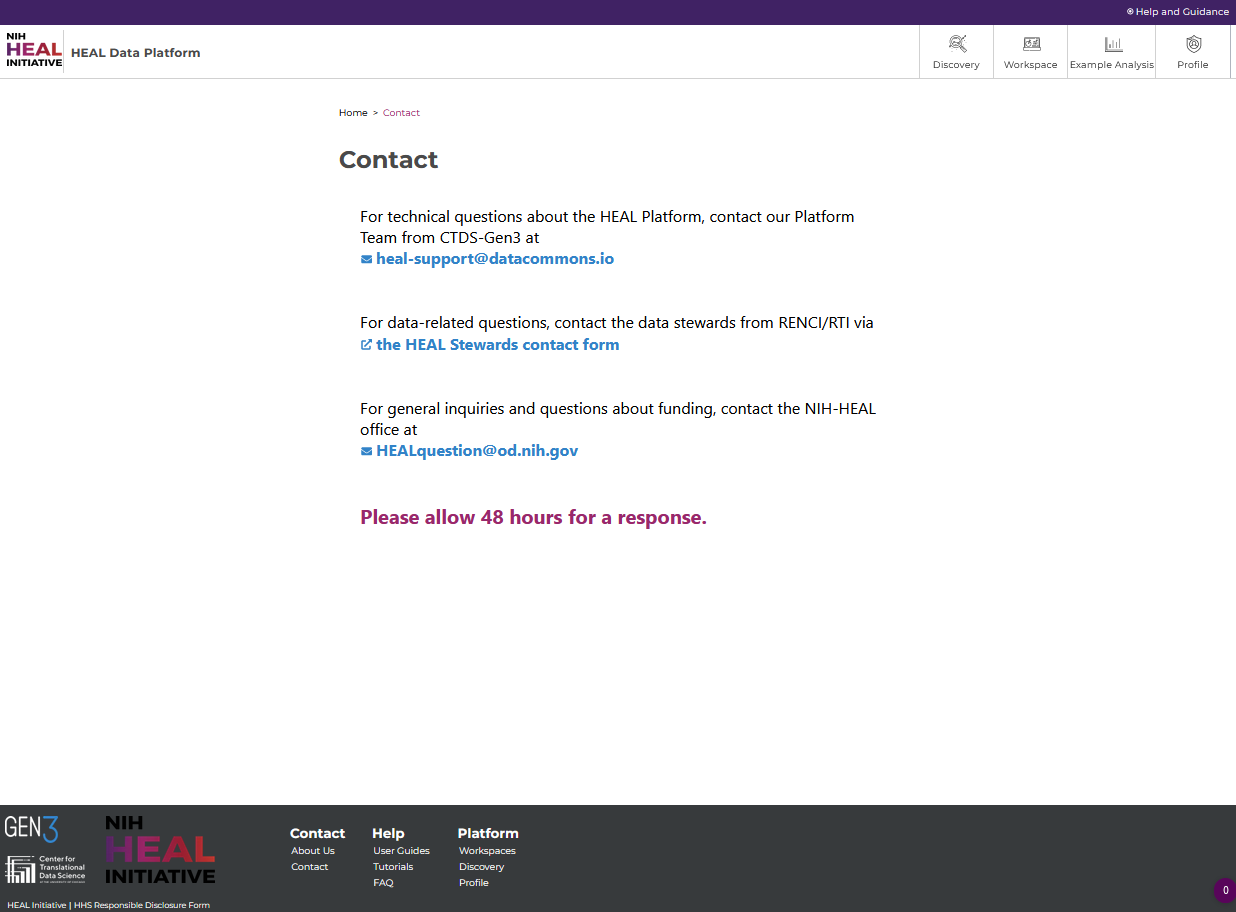 Help and Guidance
NIH
HEAL
INITIATIVE
HEAL Data Platform
Discovery
Workspace
Example Analysis
Profile
Home > Contact
Contact
For technical questions about the HEAL Platform, contact our Platform
Team from CTDS-Gen3 at
heal-support@datacommons.io
For data-related questions, contact the data stewards from RENCI/RTI via
the HEAL Stewards contact form
For general inquiries and questions about funding, contact the NIH-HEAL
office at
HEALquestion@od.nih.gov
Please allow 48 hours for a response.
GEN3
Center for
Translational
Data Science
NIH
HEAL
INITIATIVE
Contact
About Us
Contact
Help
User Guides
Tutorials
FAQ
Platform
Workspaces
Discovery
Profile
0
HEAL Initiative | HHS Responsible Disclosure Form